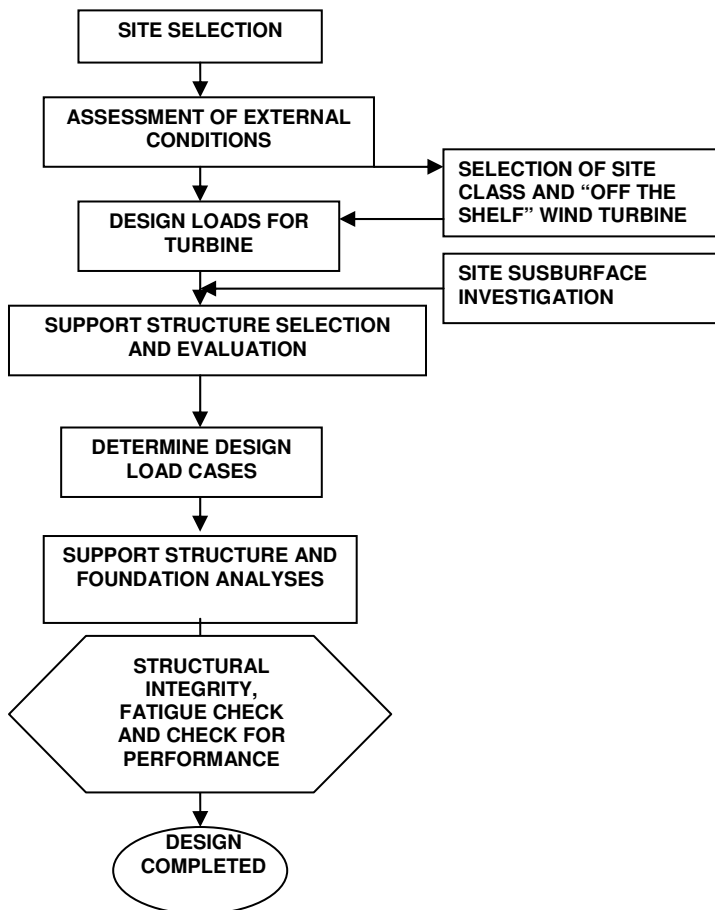 SITE SELECTION
ASSESSMENT OF EXTERNAL
CONDITIONS
SELECTION OF SITE
CLASS AND “OFF THE
SHELF” WIND TURBINE
DESIGN LOADS FOR
TURBINE
SITE SUSBURFACE
INVESTIGATION
SUPPORT STRUCTURE SELECTION
AND EVALUATION
DETERMINE DESIGN
LOAD CASES
SUPPORT STRUCTURE AND
FOUNDATION ANALYSES
STRUCTURAL
INTEGRITY,
FATIGUE CHECK
AND CHECK FOR
PERFORMANCE
DESIGN
COMPLETED